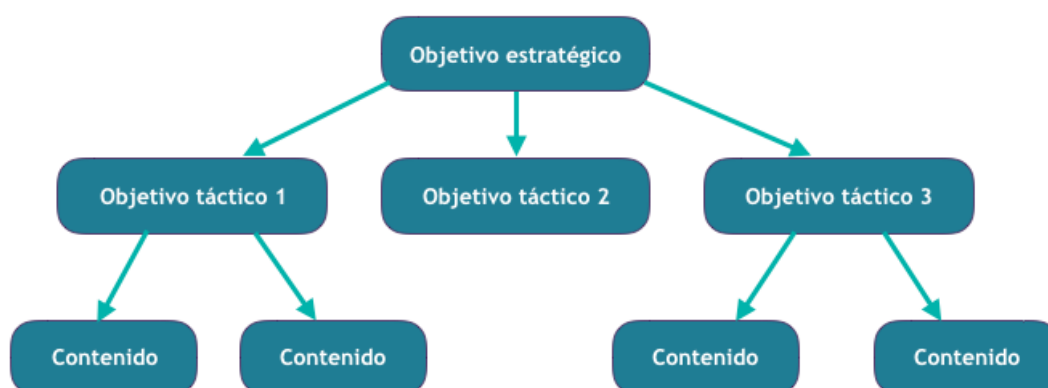 Objetivo estratégico
Objetivo táctico 1
Objetivo táctico 2
Objetivo táctico 3
Contenido
Contenido
Contenido
Contenido